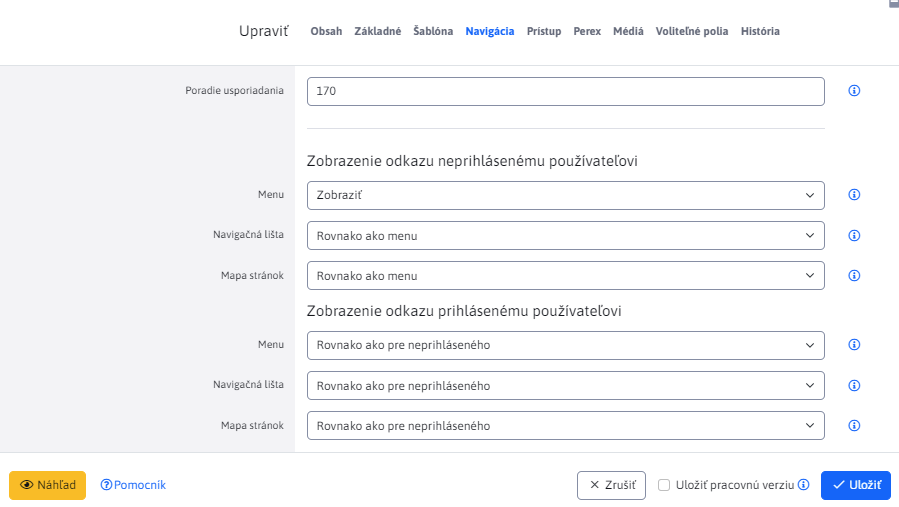 Upraviť Obsah Základné Šablóna Navigácia Prístup Perex Médiá Voliteľné polia História
Poradie usporiadania 170
Zobrazenie odkazu neprihlásenému používateľovi
Menu Zobraziť
Navigačná lišta Rovnako ako menu
Mapa stránok Rovnako ako menu
Zobrazenie odkazu prihlásenému používateľovi
Menu Rovnako ako pre neprihláseného
Navigačná lišta Rovnako ako pre neprihláseného
Mapa stránok Rovnako ako pre neprihláseného
Náhľad Pomocník Zrušiť Uložiť pracovnú verziu Uložiť